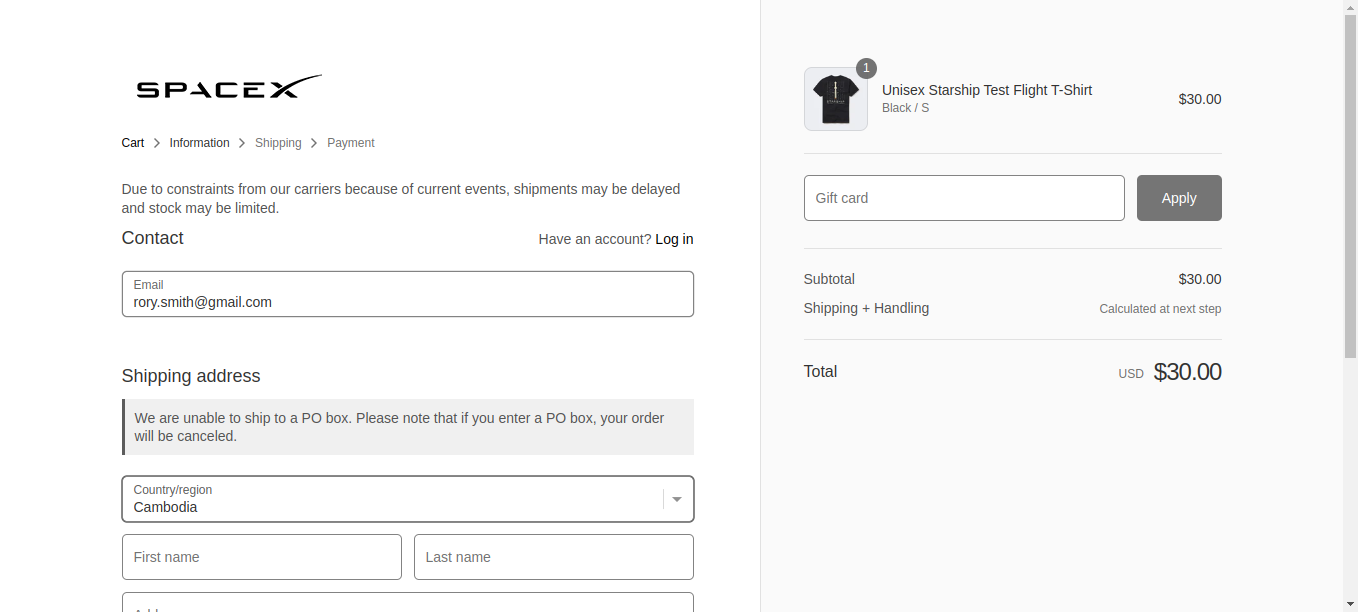 SPACEX
Cart > Information > Shipping > Payment
Due to constraints from our carriers because of current events, shipments may be delayed
and stock may be limited.
Contact
Have an account? Log in
Email
rory.smith@gmail.com
Shipping address
We are unable to ship to a PO box. Please note that if you enter a PO box, your order
will be canceled.
Country/region
Cambodia
First name
Last name
1
Unisex Starship Test Flight T-Shirt
Black / S
$30.00
Gift card
Apply
Subtotal
$30.00
Shipping + Handling
Calculated at next step
Total
USD $30.00